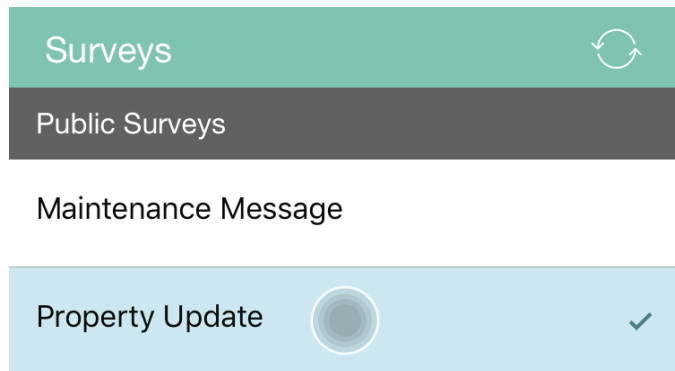 Surveys
Public Surveys
Maintenance Message
Property Update